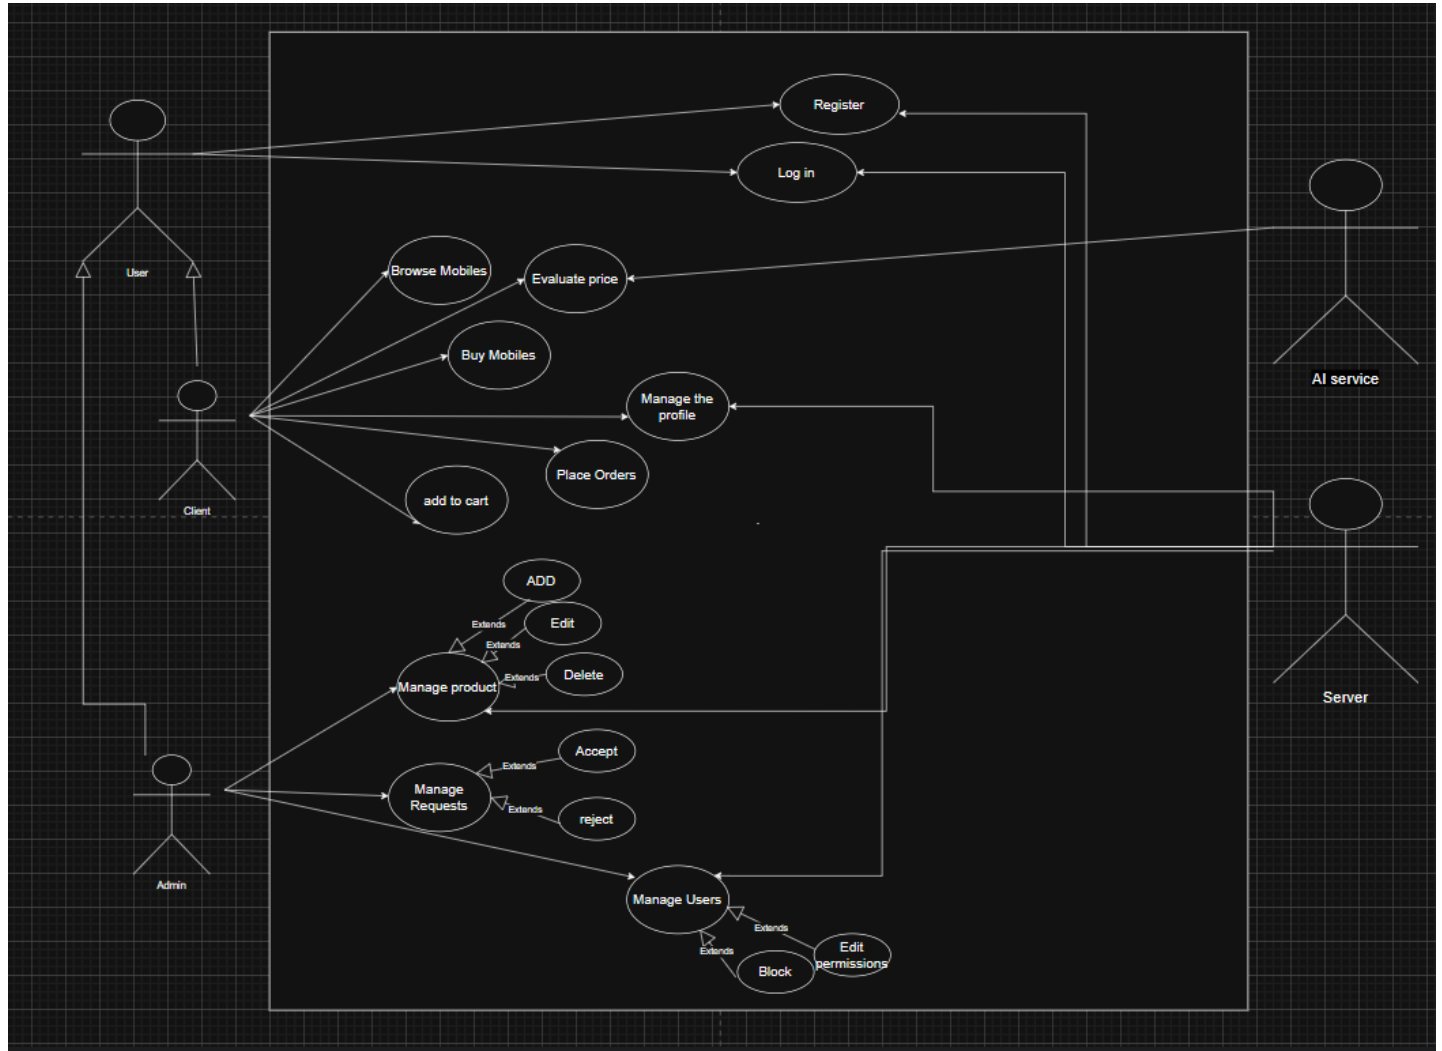 Register
Log in
User
Browse Mobiles
Evaluate price
Buy Mobiles
AI service
Manage the
profile
Place Orders
add to cart
Client
ADD
Extends
Edit
Extends
Delete
Extends
Manage product
Server
Accept
Extends
Manage
Requests
Extends
reject
Admin
Manage Users
Extends
Edit
permissions
Extends
Block